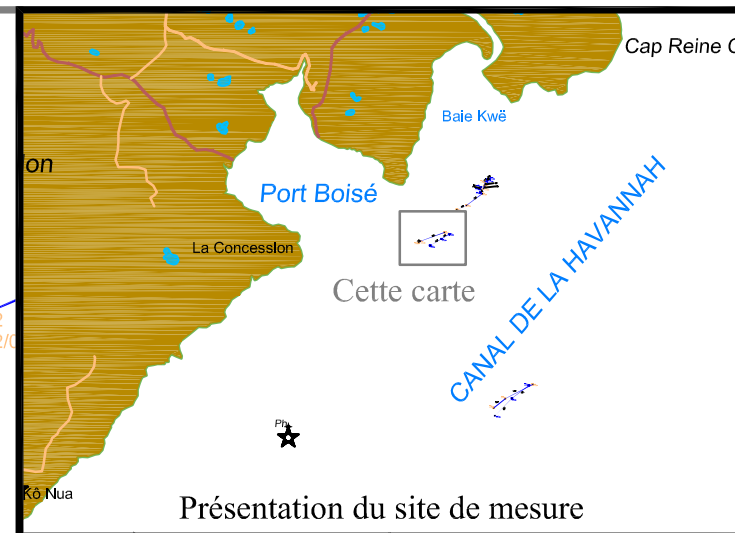 Cap Reine C
Baie Kwë
on
Port Boisé
La Concession
CANAL DE LA HAVANNAH
Cette carte
Kô Nua
Présentation du site de mesure